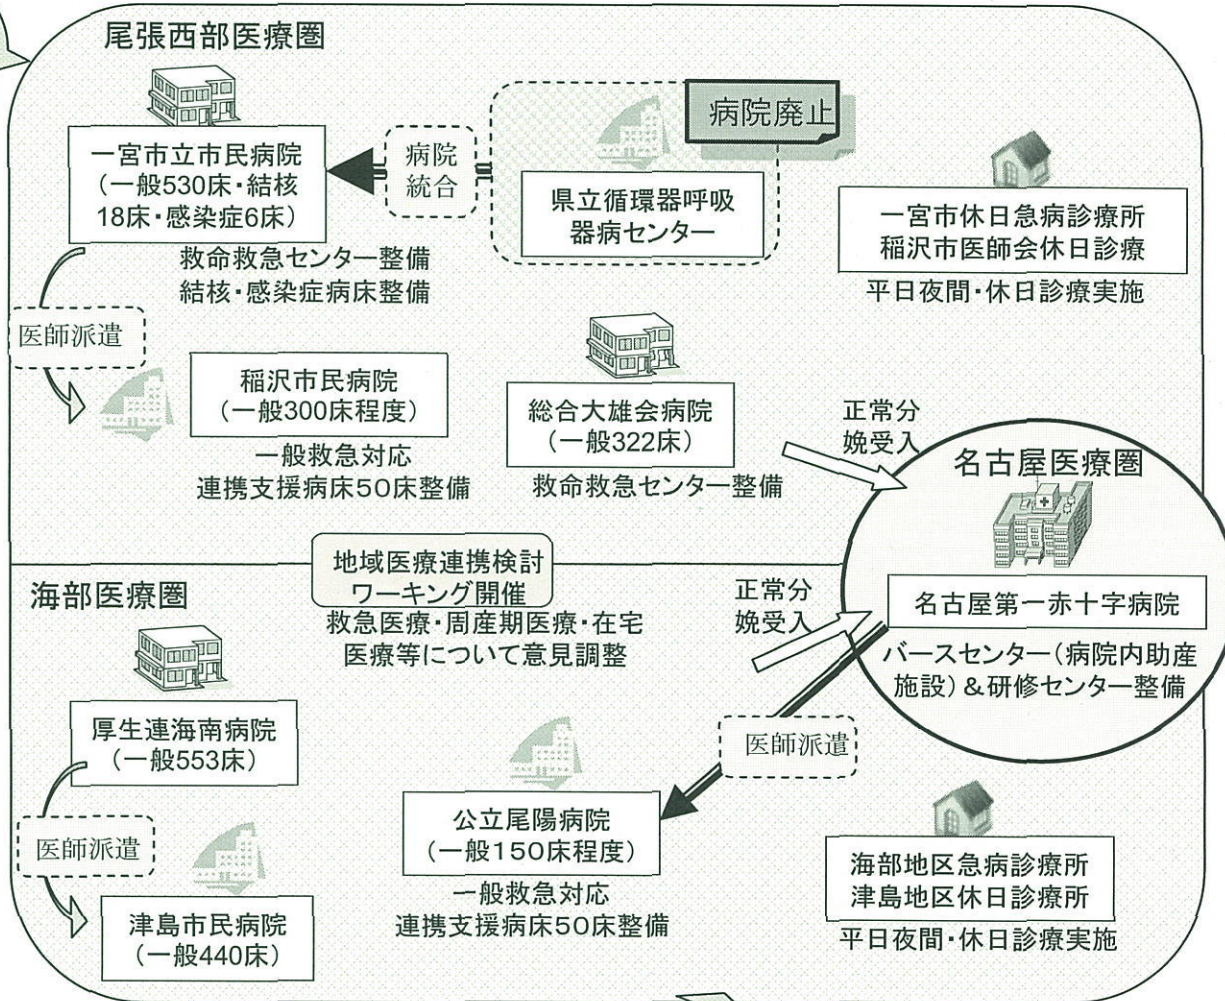 尾張西部医療圏
一宮市立市民病院
(一般530床・結核
18床・感染症6床)
救命救急センター整備
結核・感染症病床整備
病院
統合
病院廃止
県立循環器呼吸
器病センター
一宮市休日急病診療所
稲沢市医師会休日診療
平日夜間・休日診療実施
医師派遣
稲沢市民病院
(一般300床程度)
一般救急対応
連携支援病床50床整備
総合大雄会病院
(一般322床)
救命救急センター整備
正常分
娩受入
名古屋医療圏
名古屋第一赤十字病院
バースセンター(病院内助産
施設)&研修センター整備
地域医療連携検討
ワーキング開催
救急医療・周産期医療・在宅
医療等について意見調整
海部医療圏
正常分
娩受入
厚生連海南病院
(一般553床)
医師派遣
津島市民病院
(一般440床)
医師派遣
公立尾陽病院
(一般150床程度)
一般救急対応
連携支援病床50床整備
海部地区急病診療所
津島地区休日診療所
平日夜間・休日診療実施